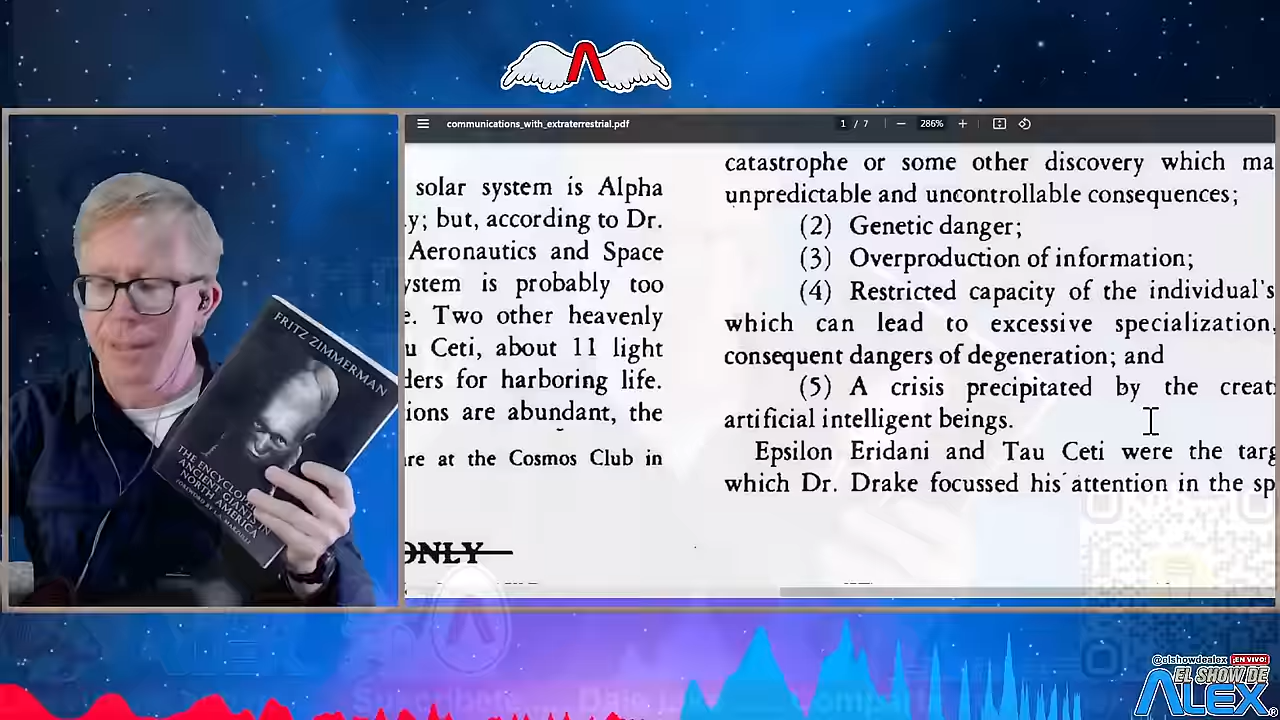 communications_with_extraterrestrial.pdf
1 / 7
286%
solar system is Alpha
y; but, according to Dr.
Aeronautics and Space
ystem is probably too
e. Two other heavenly
u Ceti, about 11 light
ders for harboring life.
ions are abundant, the
re at the Cosmos Club in
ONLY
catastrophe or some other discovery which ma
unpredictable and uncontrollable consequences;
(2) Genetic danger;
(3) Overproduction of information;
(4) Restricted capacity of the individual's
which can lead to excessive specialization,
consequent dangers of degeneration; and
(5) A crisis precipitated by the creat
artificial intelligent beings.
Epsilon Eridani and Tau Ceti were the targ
which Dr. Drake focussed his attention in the sp
FRITZ ZIMMERMAN
THE ENCYCLOP
ANCIENT GIANTS IN
NORTH AMERICA
FOREWORD BY L.A. MARZULLI
@elshowdealex ¡EN VIVO!
EL SHOW DE
ALEX